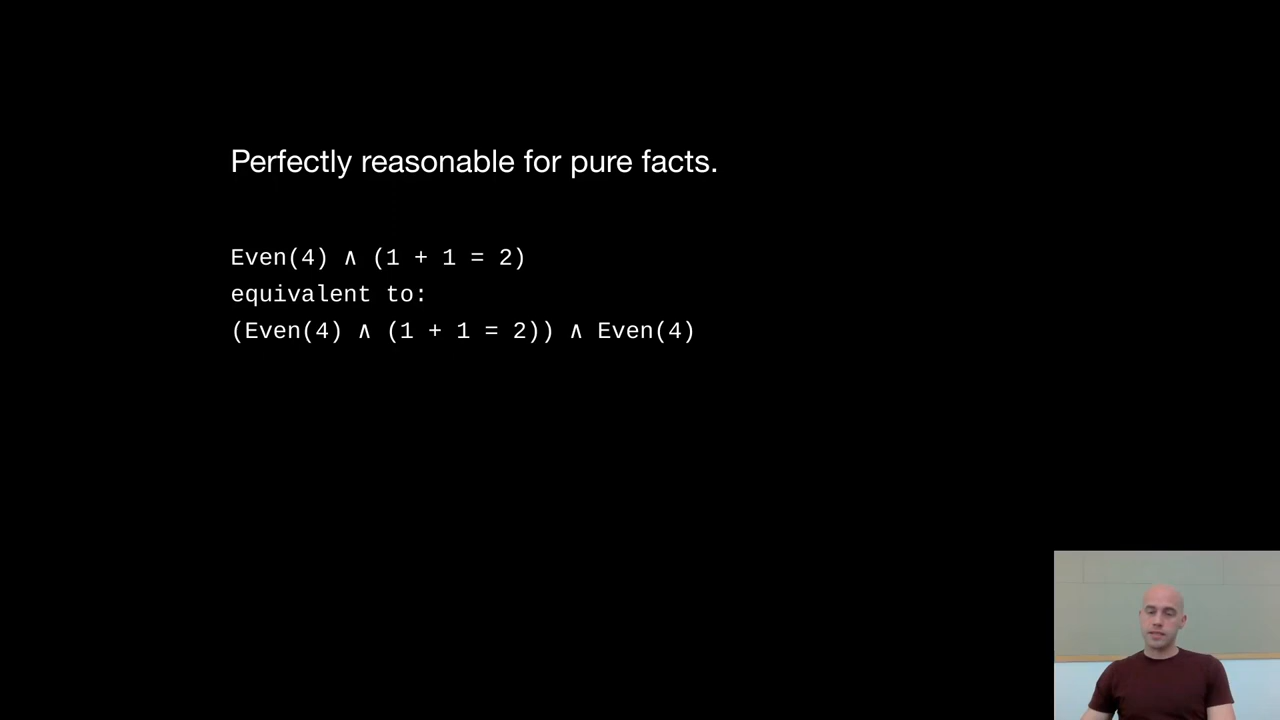 Perfectly reasonable for pure facts.
Even(4) ∧ (1 + 1 = 2)
equivalent to:
(Even(4) ∧ (1 + 1 = 2)) ∧ Even(4)